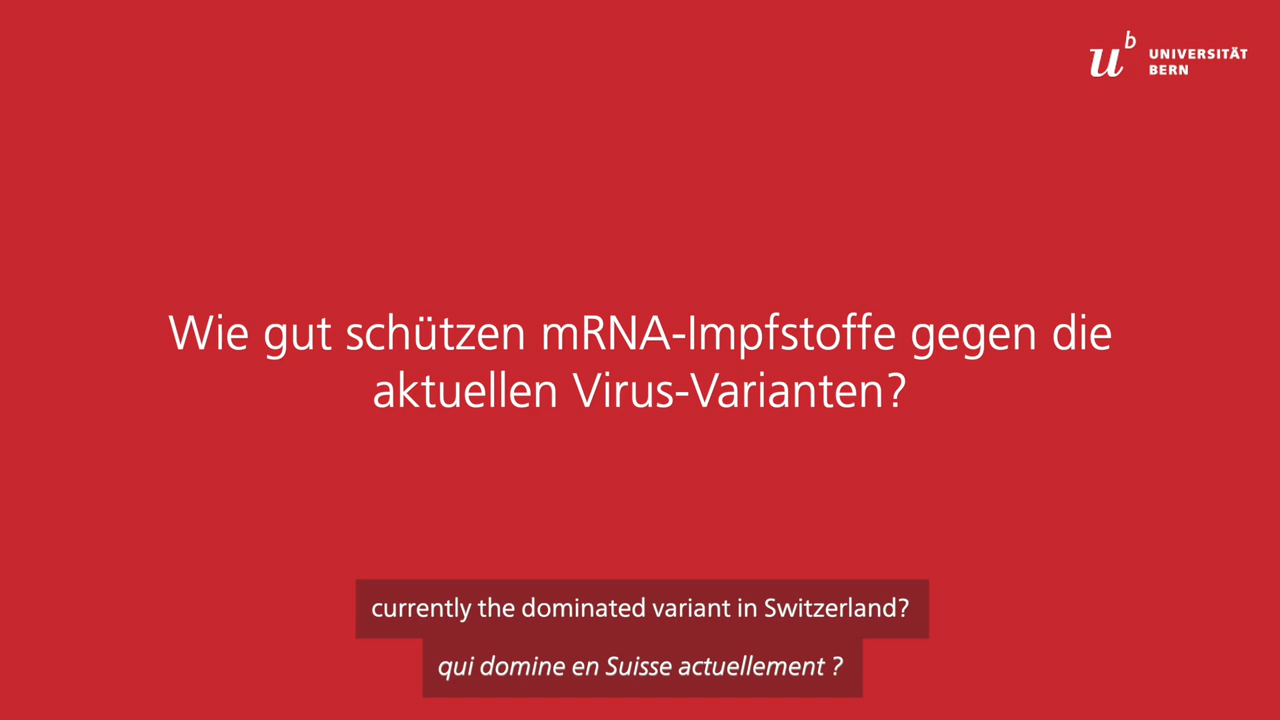 u
b
UNIVERSITÄT
BERN
Wie gut schützen mRNA-Impfstoffe gegen die
aktuellen Virus-Varianten?
currently the dominated variant in Switzerland?
qui domine en Suisse actuellement ?